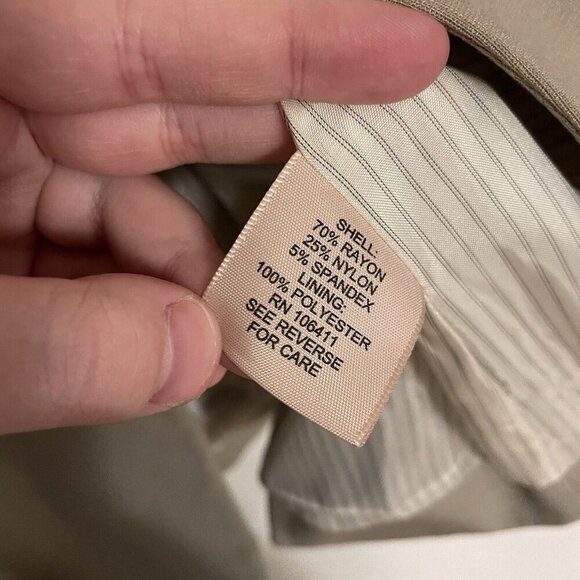 SHELL:
70% RAYON
25% NYLON
5% SPANDEX
LINING:
100% POLYESTER
RN 106411
SEE REVERSE
FOR CARE